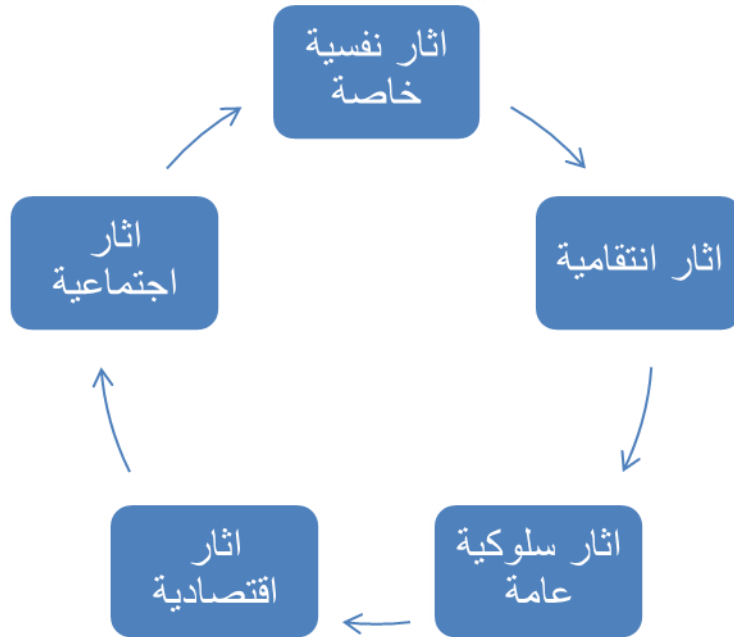 اثار نفسية
خاصة
اثار انتقامية
اثار سلوكية
عامة
اثار
اقتصادية
اثار
اجتماعية